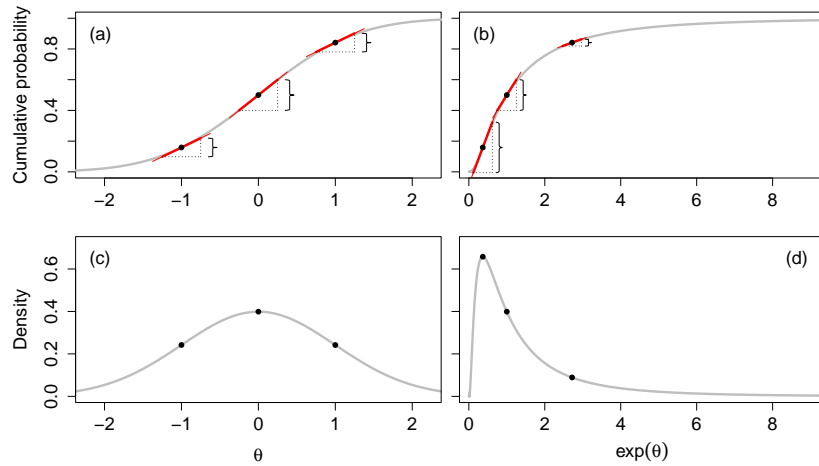 (a)
Cumulative probability
0.0 0.4 0.8
−2 −1 0 1 2
(b)
0 2 4 6 8
(c)
Density
0.0 0.2 0.4 0.6
−2 −1 0 1 2
θ
(d)
0 2 4 6 8
exp(θ)